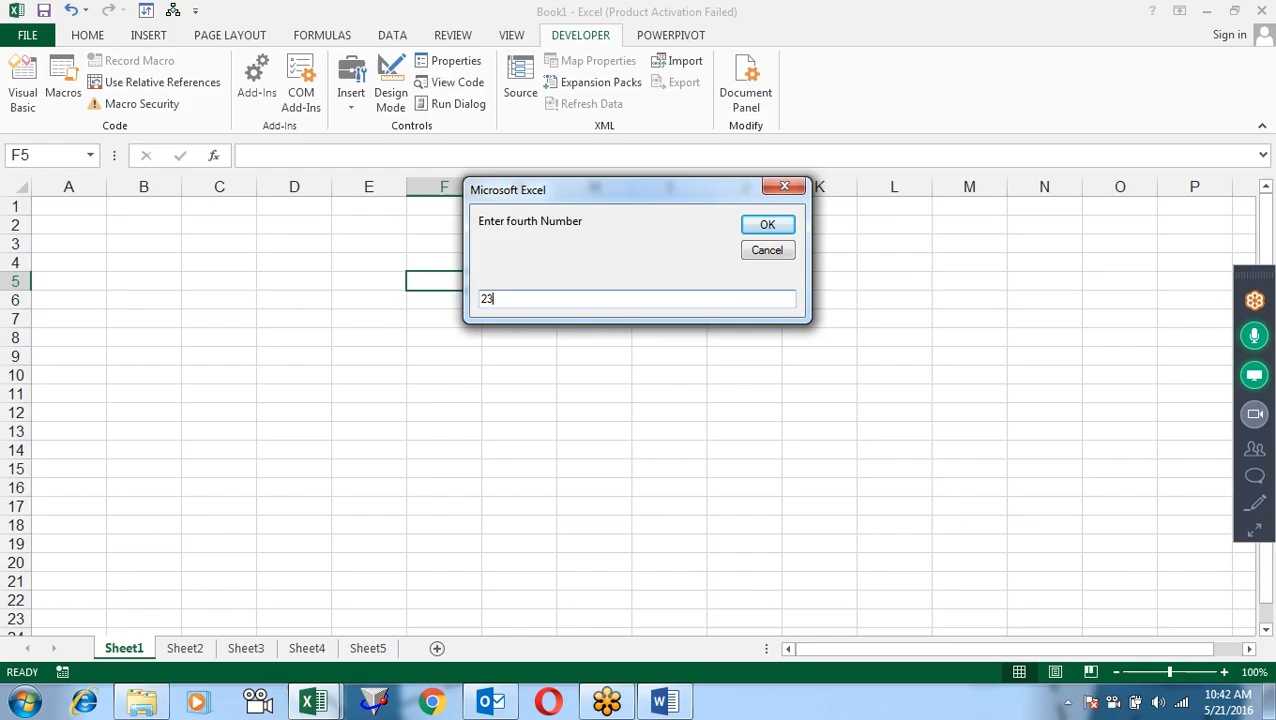 Book1 - Excel (Product Activation Failed)
FILE HOME INSERT PAGE LAYOUT FORMULAS DATA REVIEW VIEW DEVELOPER POWERPIVOT Sign in
Visual Basic
Macros
Record Macro
Use Relative References
Macro Security
Code
Add-Ins
COM Add-Ins
Add-Ins
Insert
Design Mode
Properties
View Code
Run Dialog
Controls
Source
Map Properties
Expansion Packs
Refresh Data
Import
Export
XML
Document Panel
Modify
F5 fx
A B C D E F K L M N O P
Microsoft Excel
Enter fourth Number
OK
Cancel
23
1
2
3
4
5
6
7
8
9
10
11
12
13
14
15
16
17
18
19
20
21
22
23
24
Sheet1 Sheet2 Sheet3 Sheet4 Sheet5
READY 100%
10:42 AM
5/21/2016